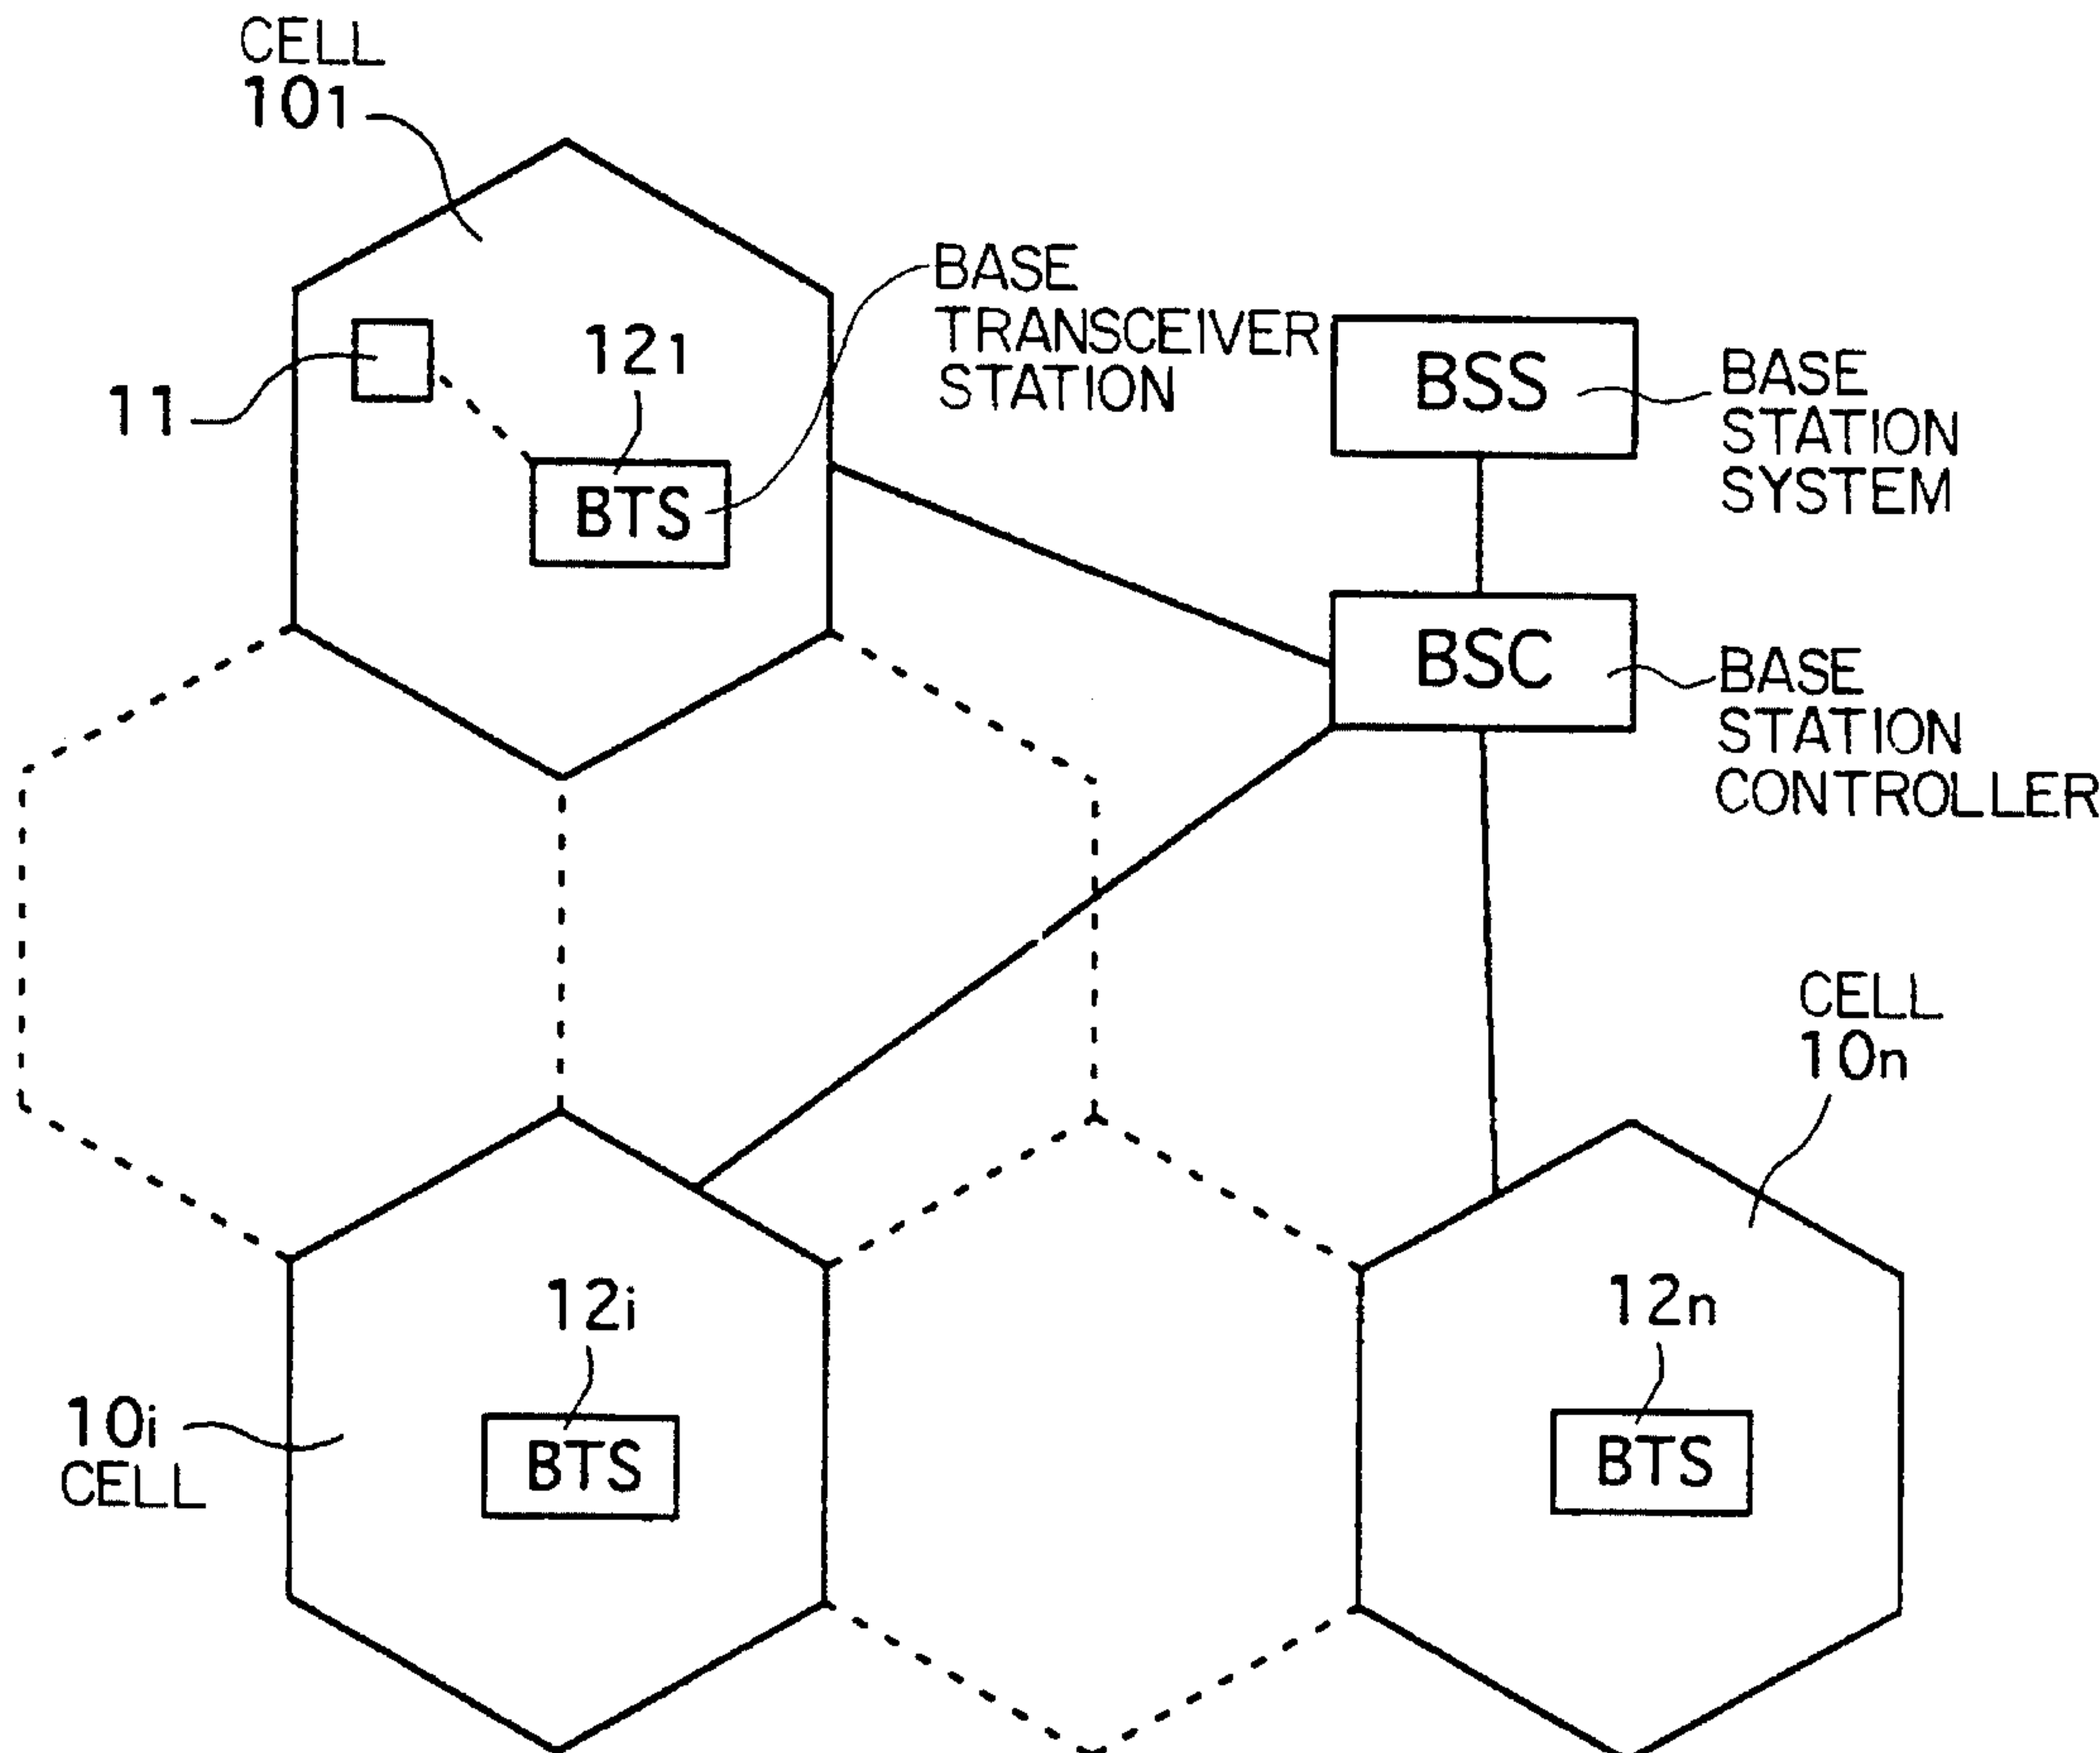 CELL
101
BASE
TRANSCEIVER
STATION
121
11
BTS
BSS
BASE
STATION
SYSTEM
BSC
BASE
STATION
CONTROLLER
CELL
10n
12i
10i
CELL
BTS
12n
BTS